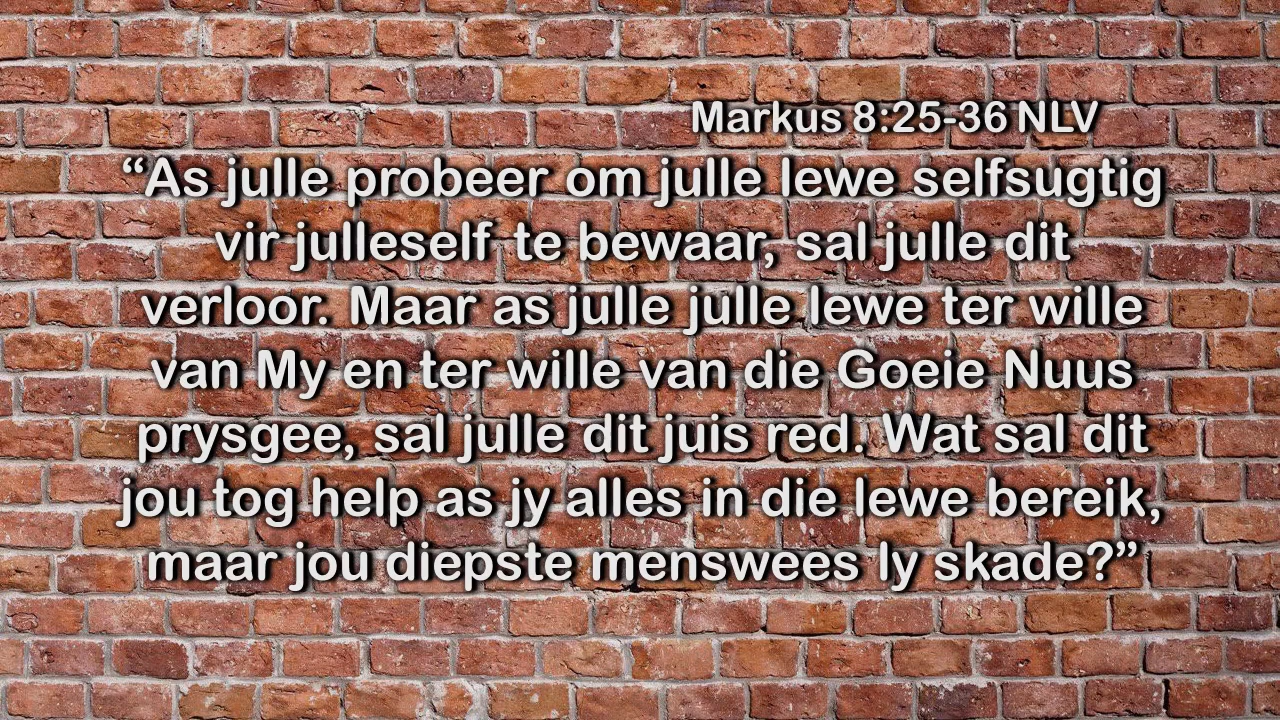 Markus 8:25-36 NLV
“As julle probeer om julle lewe selfsugtig
vir julleself te bewaar, sal julle dit
verloor. Maar as julle julle lewe ter wille
van My en ter wille van die Goeie Nuus
prysgee, sal julle dit juis red. Wat sal dit
jou tog help as jy alles in die lewe bereik,
maar jou diepste menswees ly skade?”